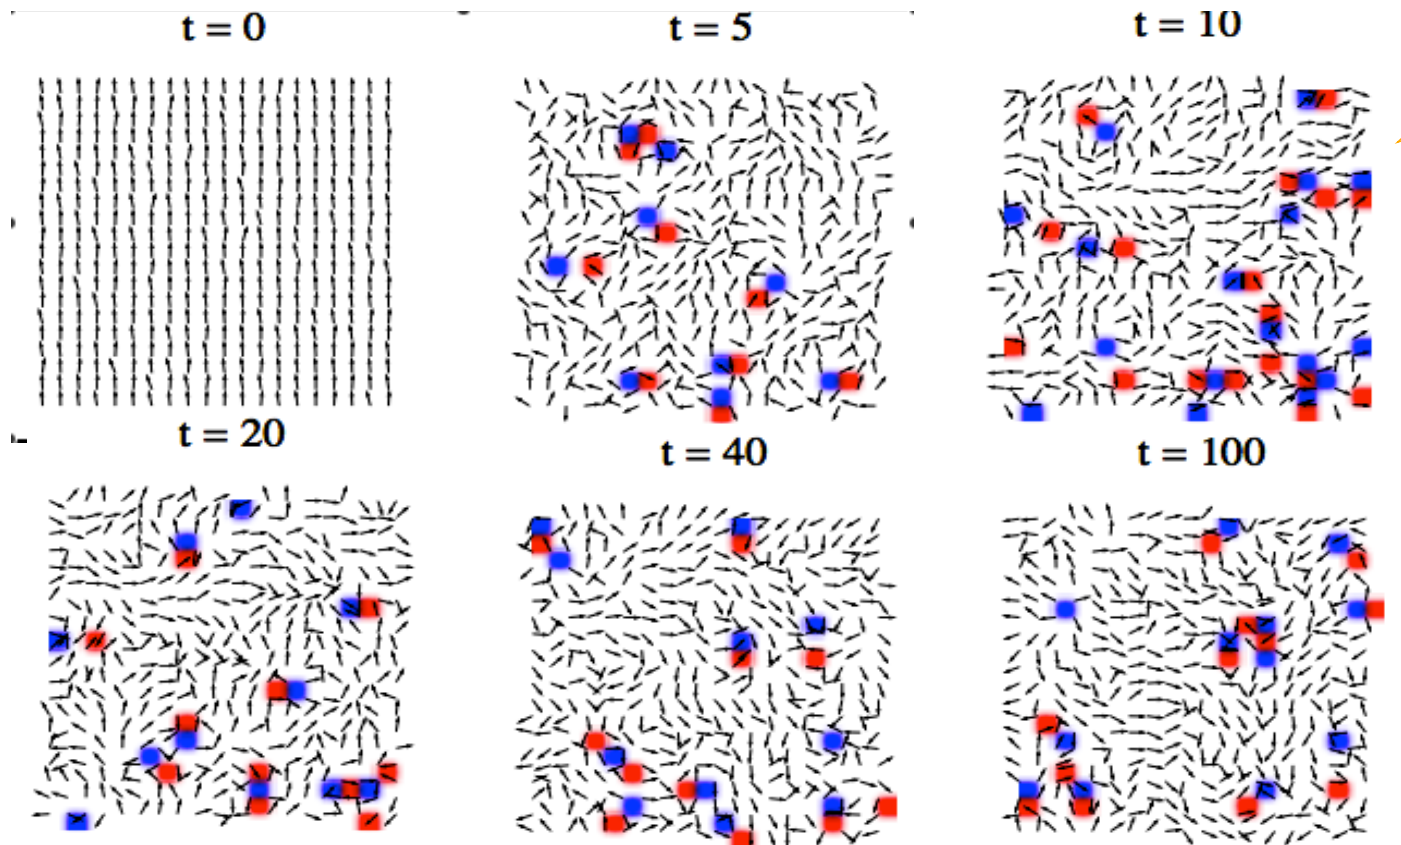 t = 0
t = 5
t = 10
t = 20
t = 40
t = 100